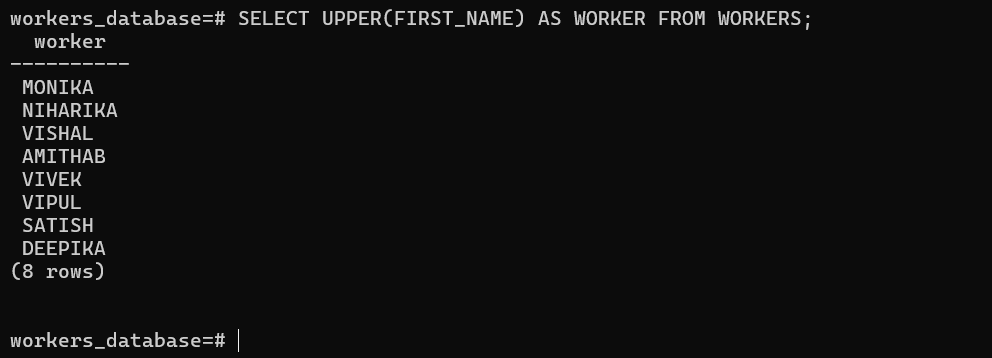 workers_database=# SELECT UPPER(FIRST_NAME) AS WORKER FROM WORKERS;
  worker
----------
 MONIKA
 NIHARIKA
 VISHAL
 AMITHAB
 VIVEK
 VIPUL
 SATISH
 DEEPIKA
(8 rows)
workers_database=#